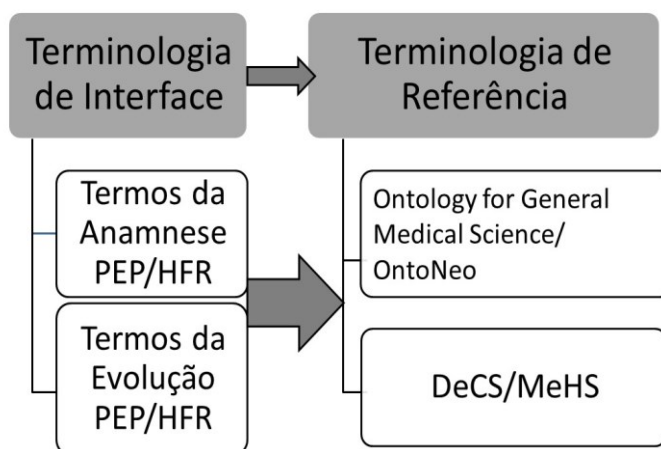 Terminologia
de Interface
Terminologia de
Referência
Termos da
Anamnese
PEP/HFR
Termos da
Evolução
PEP/HFR
Ontology for General
Medical Science/
OntoNeo
DeCS/MeHS